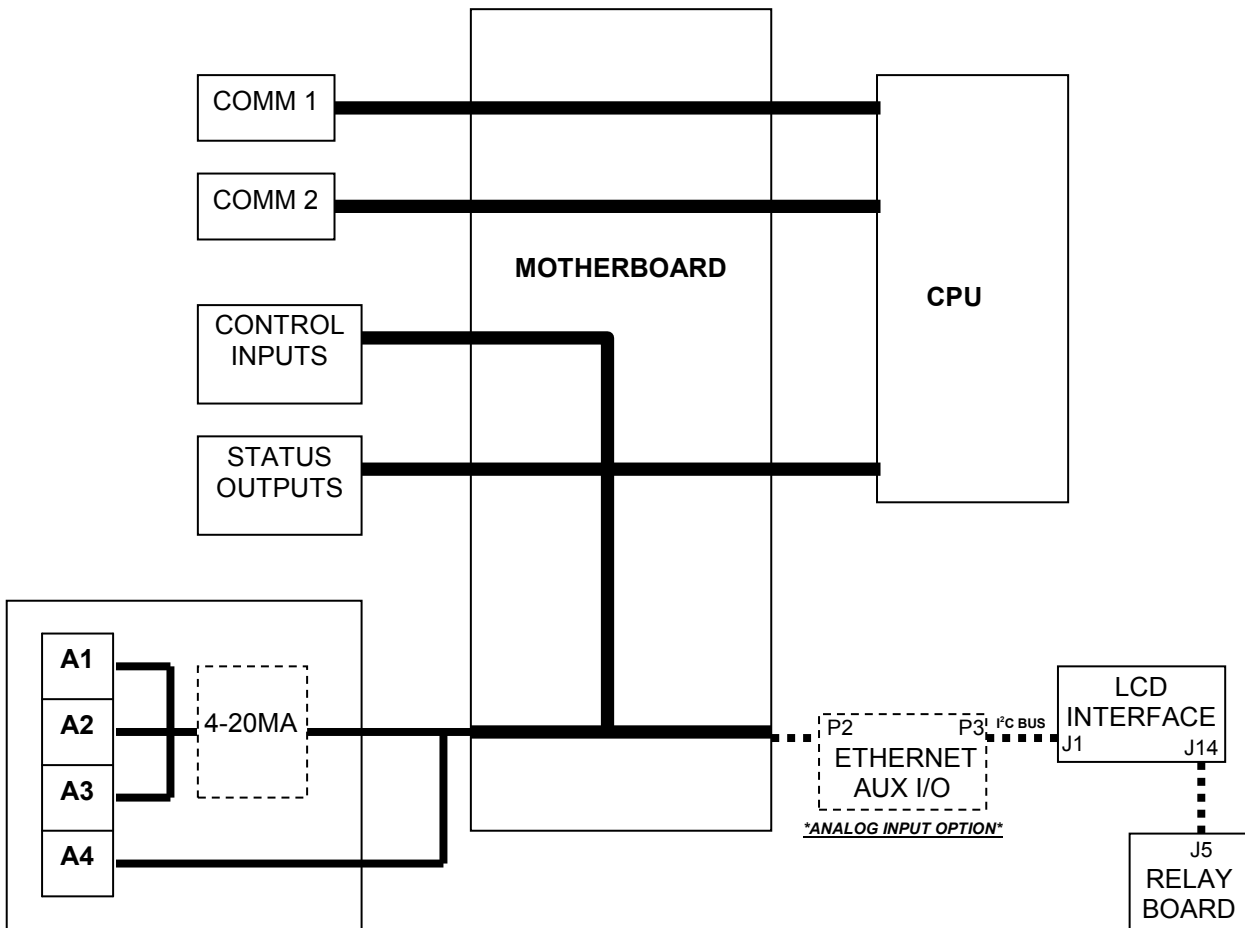 COMM 1
COMM 2
MOTHERBOARD
CPU
CONTROL
INPUTS
STATUS
OUTPUTS
A1
A2
A3
A4
4-20MA
P2
P3
ETHERNET
AUX I/O
*ANALOG INPUT OPTION*
I²C BUS
LCD
INTERFACE
J1
J14
J5
RELAY
BOARD